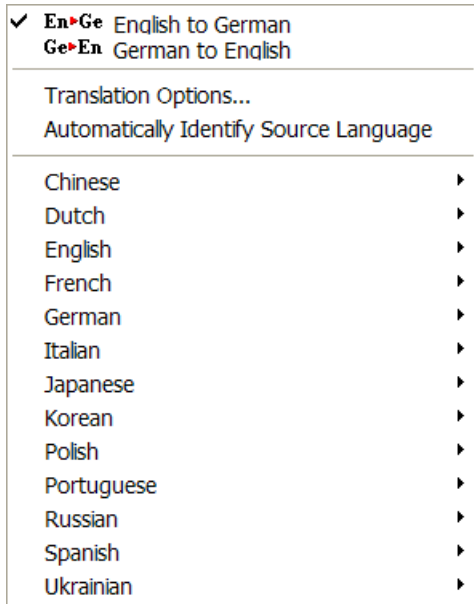 En▸Ge English to German
Ge▸En German to English
Translation Options...
Automatically Identify Source Language
Chinese
Dutch
English
French
German
Italian
Japanese
Korean
Polish
Portuguese
Russian
Spanish
Ukrainian